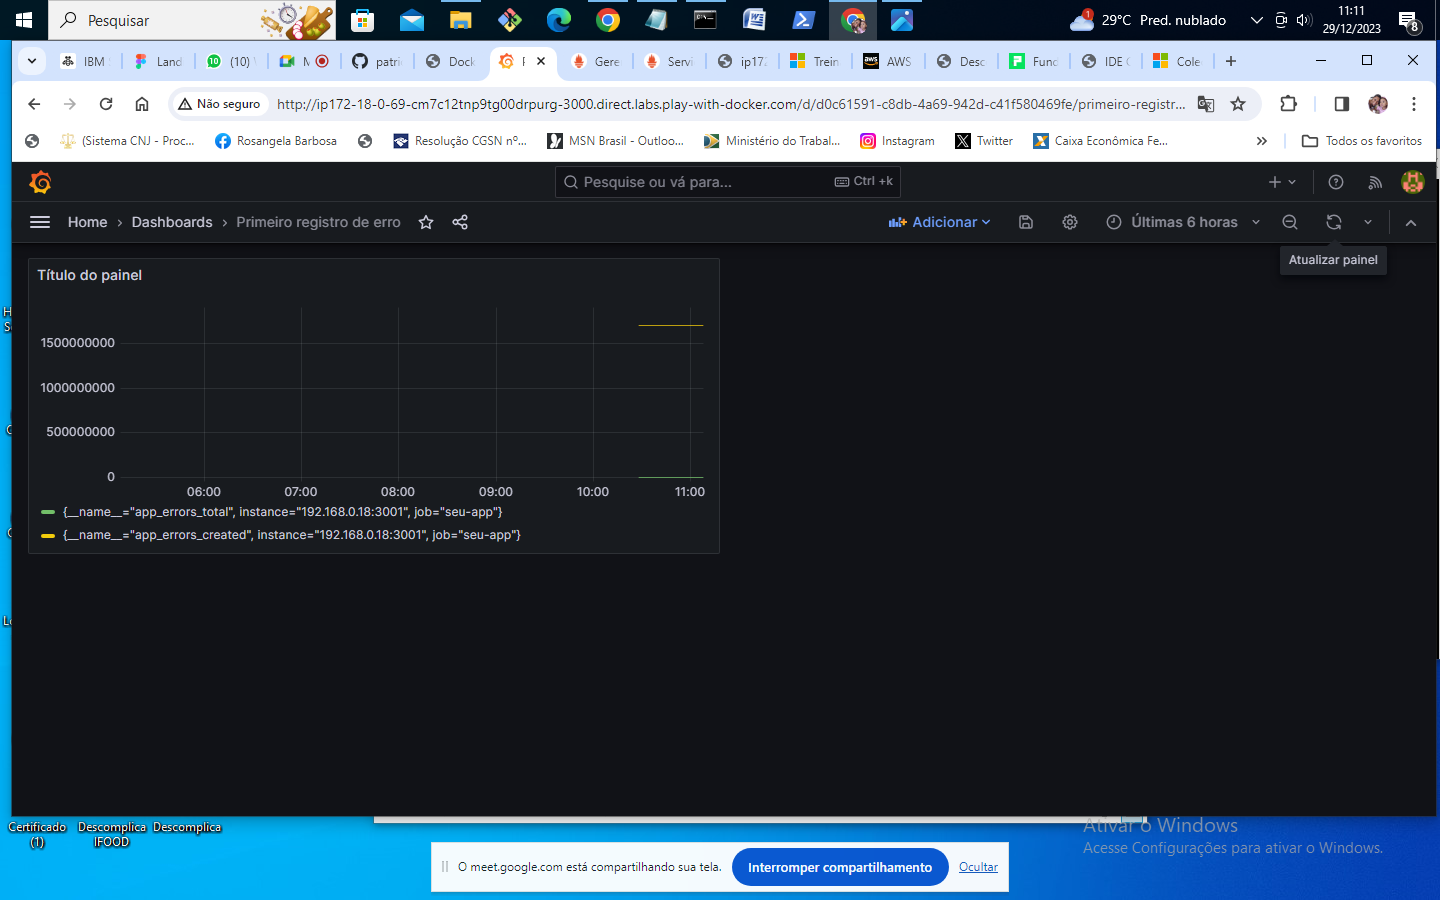 Pesquisar
1
29°C Pred. nublado
11:11
29/12/2023
8
IBM
Land
10
(10)
patri
Dock
Gere
Servi
ip17
Trein
aws
AWS
Desc
Func
IDE
Cole
Não seguro
http://ip172-18-0-69-cm7c12tnp9tg00drpurg-3000.direct.labs.play-with-docker.com/d/d0c61591-c8db-4a69-942d-c41f580469fe/primeiro-registr...
(Sistema CNJ - Proc...
Rosangela Barbosa
Resolução CGSN nº...
MSN Brasil - Outloo...
Ministério do Trabal...
Instagram
Twitter
Caixa Econômica Fe...
Todos os favoritos
Pesquise ou vá para...
Ctrl +k
Home › Dashboards › Primeiro registro de erro
Adicionar
Últimas 6 horas
Atualizar painel
Título do painel
1500000000
1000000000
500000000
0
06:00 07:00 08:00 09:00 10:00 11:00
{__name__="app_errors_total", instance="192.168.0.18:3001", job="seu-app"}
{__name__="app_errors_created", instance="192.168.0.18:3001", job="seu-app"}
Certificado
(1)
Descomplica
IFOOD
Descomplica
Ativar o Windows
Acesse Configurações para ativar o Windows.
O meet.google.com está compartilhando sua tela.
Interromper compartilhamento
Ocultar